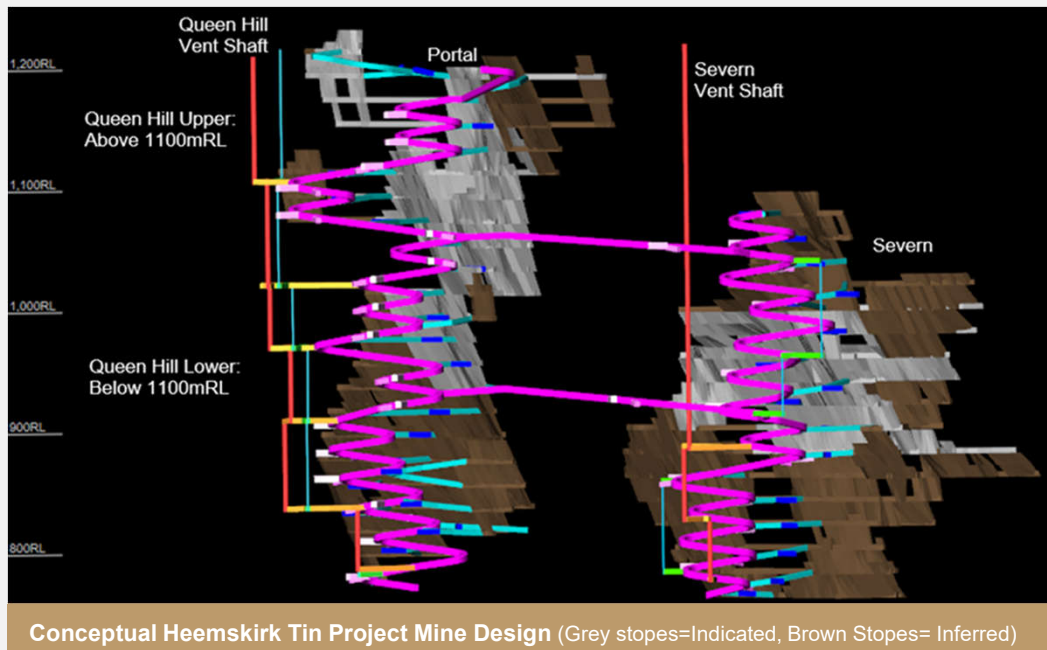 Queen Hill
Vent Shaft
Portal
1,200RL
Severn
Vent Shaft
Queen Hill Upper:
Above 1100mRL
1,100RL
Severn
1,000RL
Queen Hill Lower:
Below 1100mRL
900RL
800RL
Conceptual Heemskirk Tin Project Mine Design (Grey stopes=Indicated, Brown Stopes= Inferred)